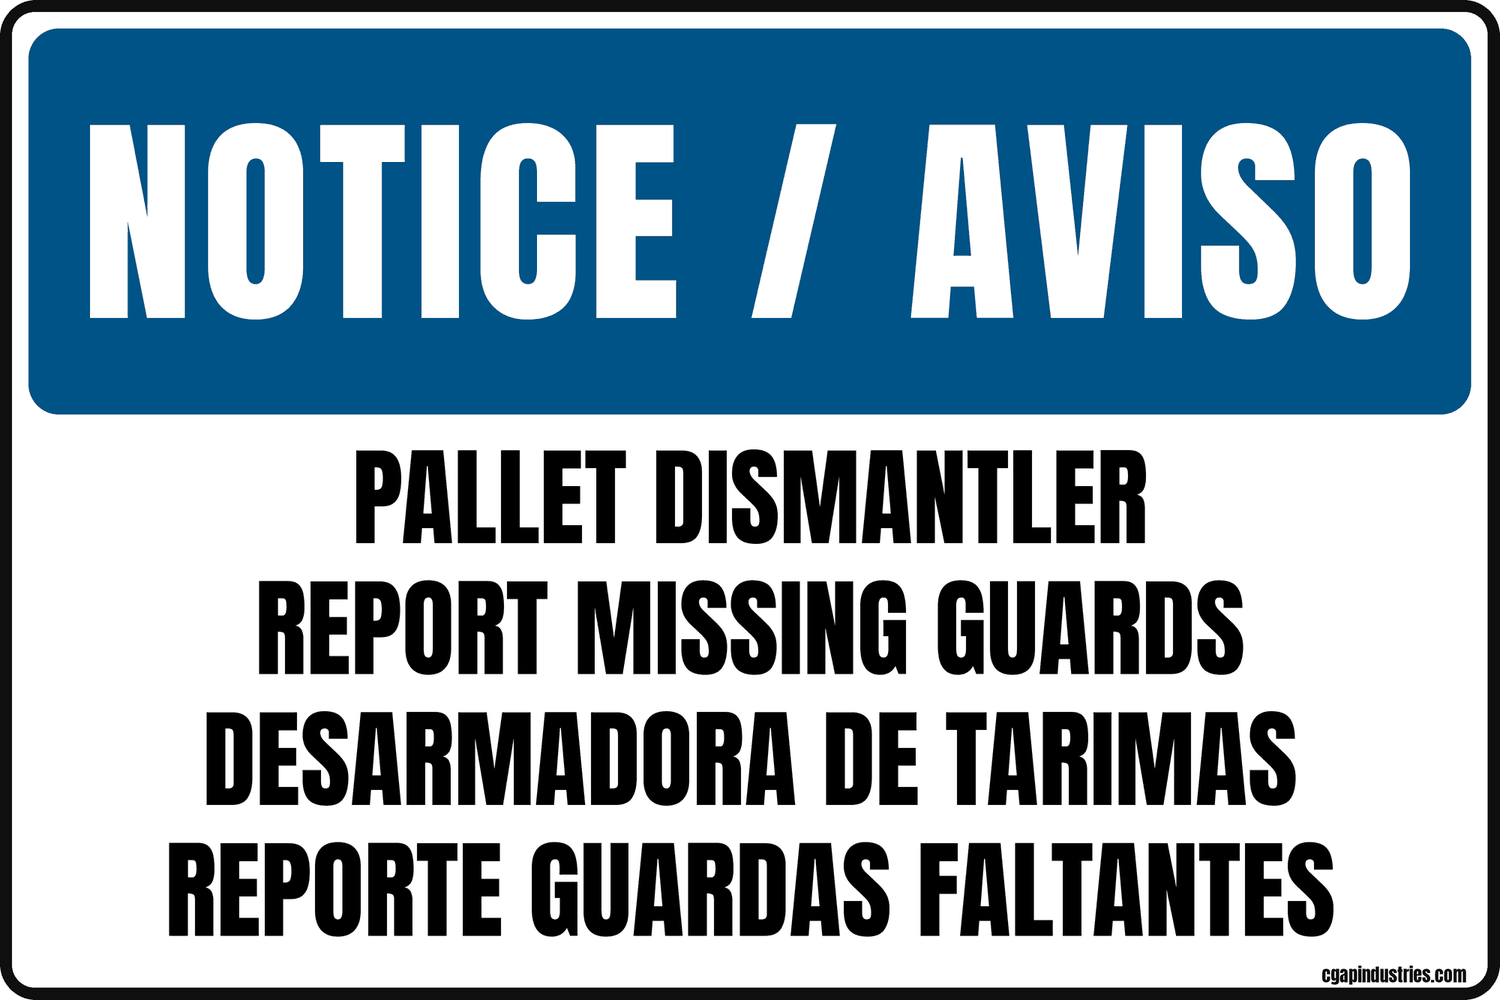 NOTICE / AVISO
PALLET DISMANTLER
REPORT MISSING GUARDS
DESARMADORA DE TARIMAS
REPORTE GUARDAS FALTANTES
cgapindustries.com